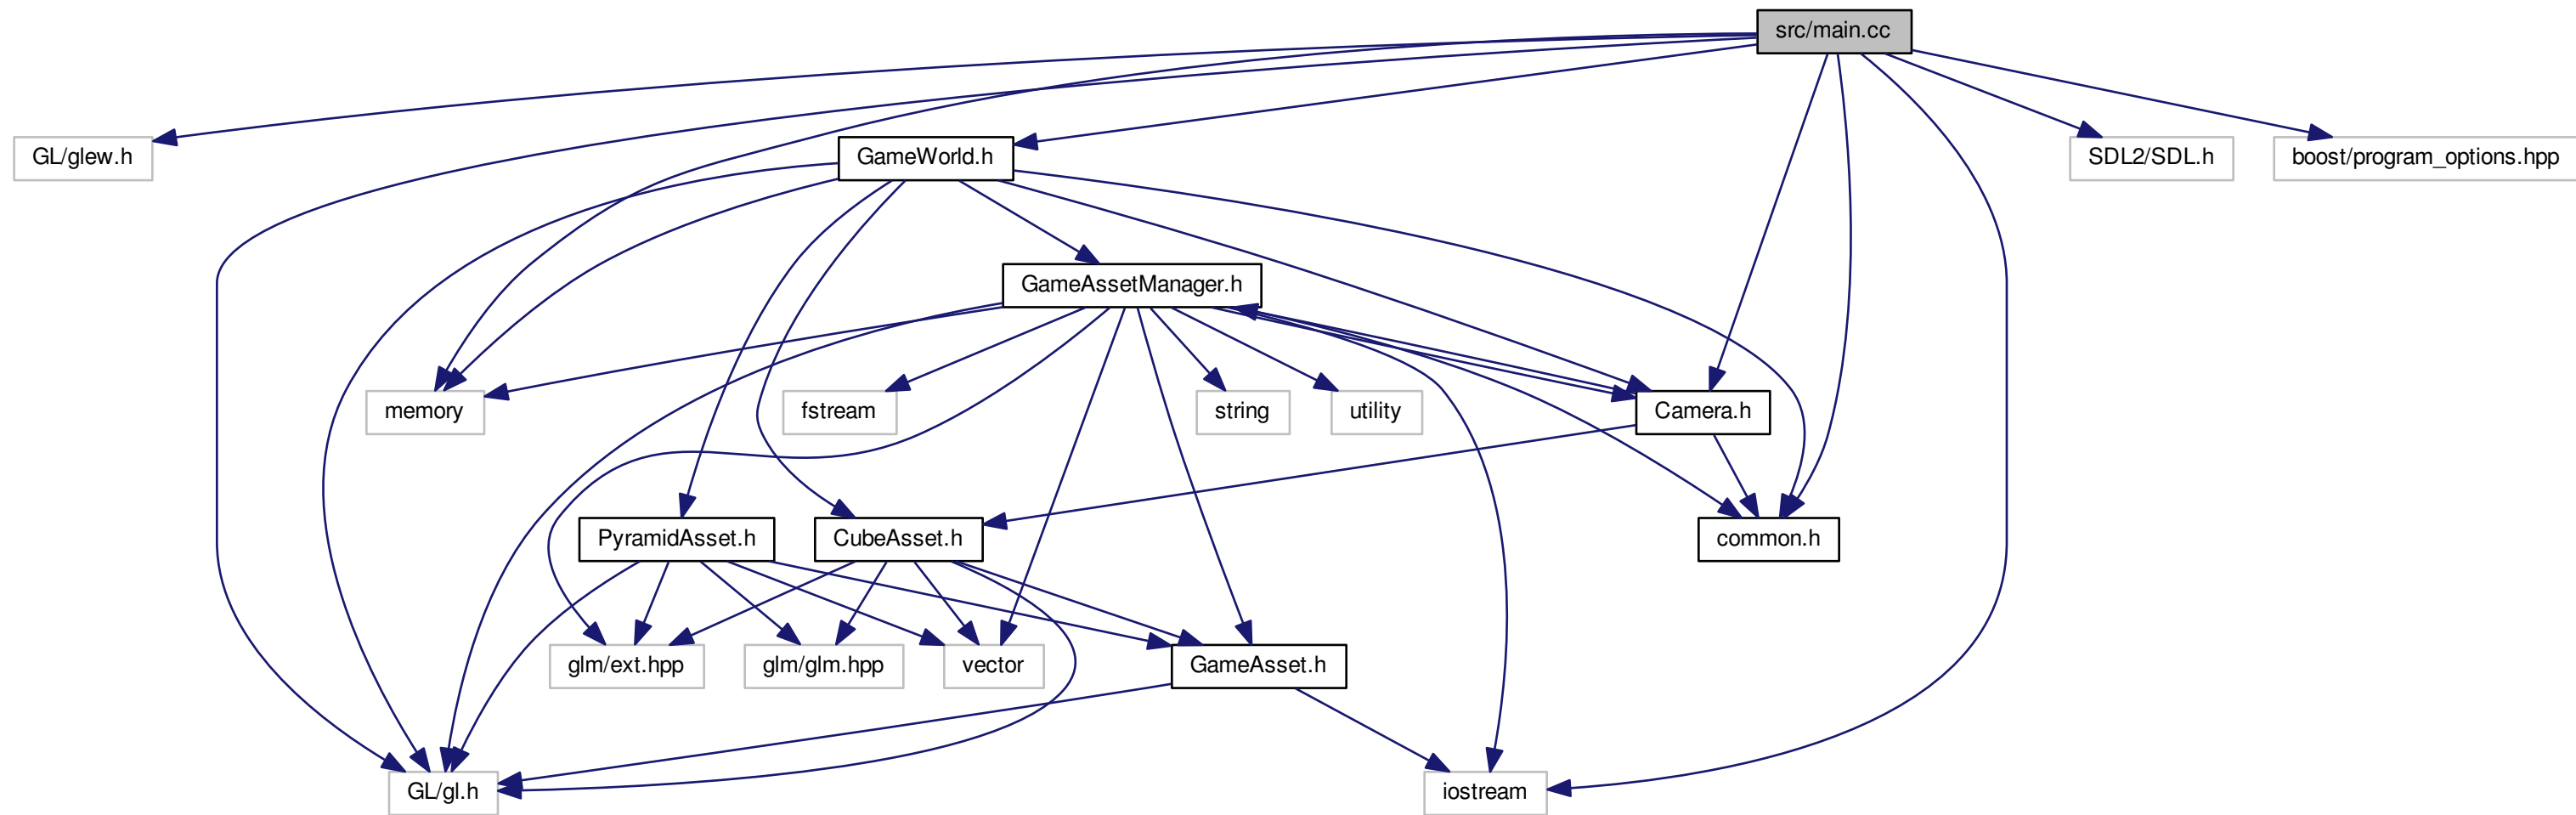 src/main.cc
GL/glew.h
GameWorld.h
SDL2/SDL.h
boost/program_options.hpp
GameAssetManager.h
memory
fstream
string
utility
Camera.h
PyramidAsset.h
CubeAsset.h
common.h
glm/ext.hpp
glm/glm.hpp
vector
GameAsset.h
GL/gl.h
iostream